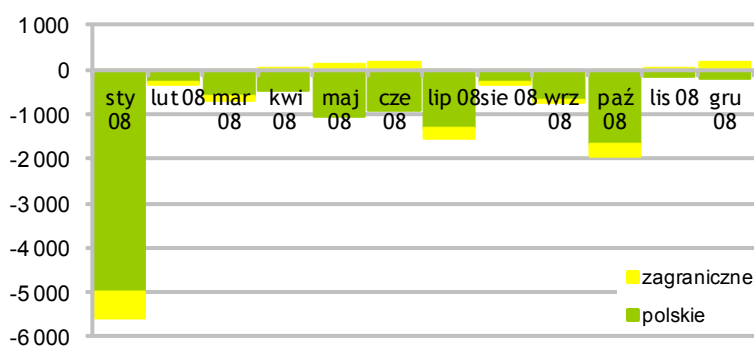 1 000
0
-1 000
-2 000
-3 000
-4 000
-5 000
-6 000
sty 08
lut 08
mar 08
kwi 08
maj 08
cze 08
lip 08
sie 08
wrz 08
paź 08
lis 08
gru 08
zagraniczne
polskie